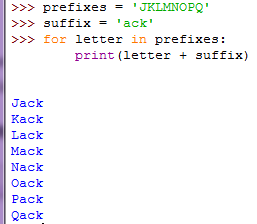 >>> prefixes = 'JKLMNOPQ'
>>> suffix = 'ack'
>>> for letter in prefixes:
        print(letter + suffix)
Jack
Kack
Lack
Mack
Nack
Oack
Pack
Qack